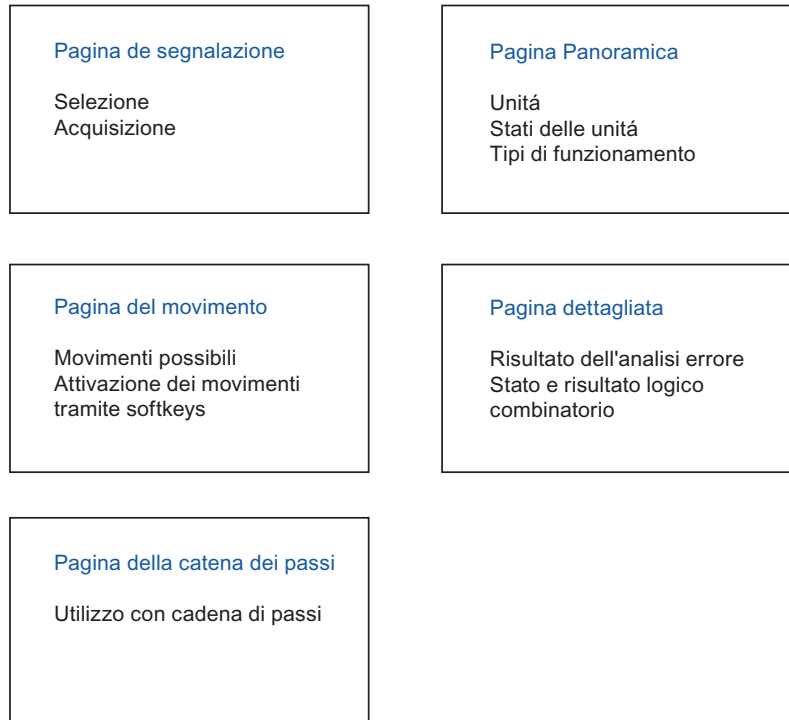 Pagina de segnalazione
Selezione
Acquisizione
Pagina Panoramica
Unitá
Stati delle unitá
Tipi di funzionamento
Pagina del movimento
Movimenti possibili
Attivazione dei movimenti
tramite softkeys
Pagina dettagliata
Risultato dell'analisi errore
Stato e risultato logico
combinatorio
Pagina della catena dei passi
Utilizzo con cadena di passi